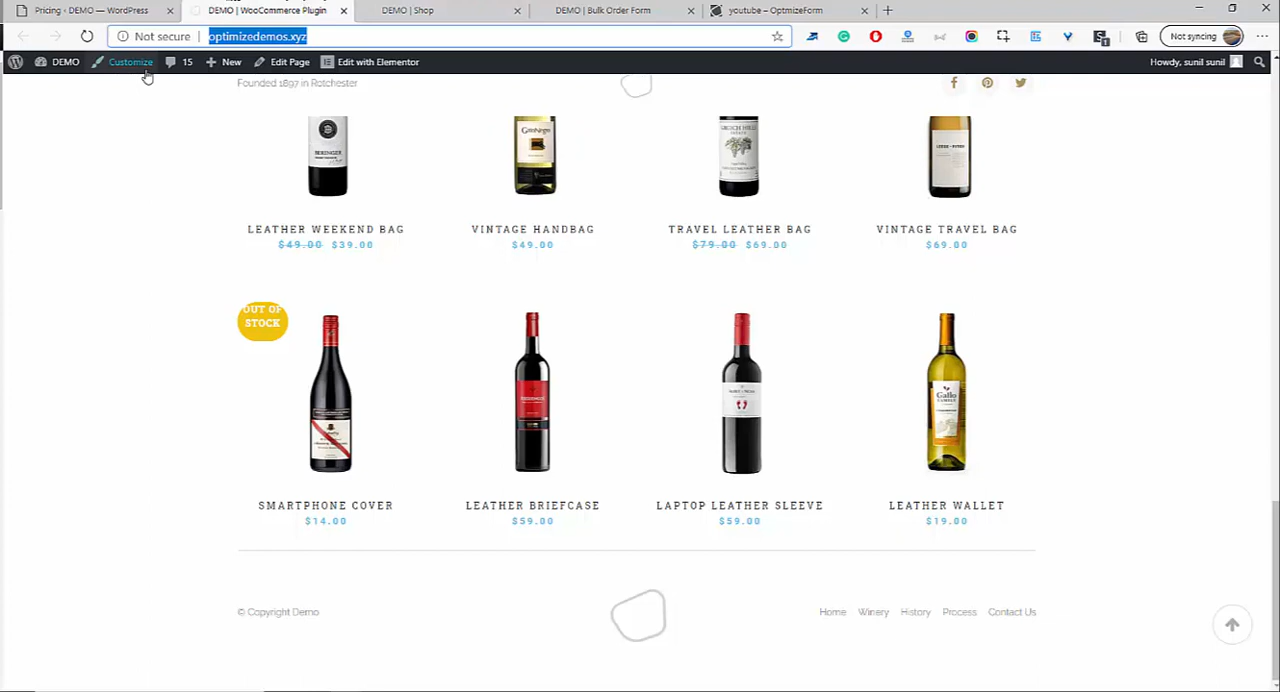 Pricing ‹ DEMO — WordPress
DEMO | WooCommerce Plugin
DEMO | Shop
DEMO | Bulk Order Form
youtube – OptmizeForm
Not secure
optimizedemos.xyz
Not syncing
DEMO
Customize
15
New
Edit Page
Edit with Elementor
Howdy, sunil sunil
Founded 1897 in Rotchester
BERINGER
LEATHER WEEKEND BAG
VINTAGE HANDBAG
TRAVEL LEATHER BAG
VINTAGE TRAVEL BAG
$49.00 $39.00
$49.00
$79.00 $69.00
$69.00
OUT OF
STOCK
Gallo
FAMILY
SMARTPHONE COVER
LEATHER BRIEFCASE
LAPTOP LEATHER SLEEVE
LEATHER WALLET
$14.00
$59.00
$59.00
$19.00
© Copyright Demo
Home
Winery
History
Process
Contact Us